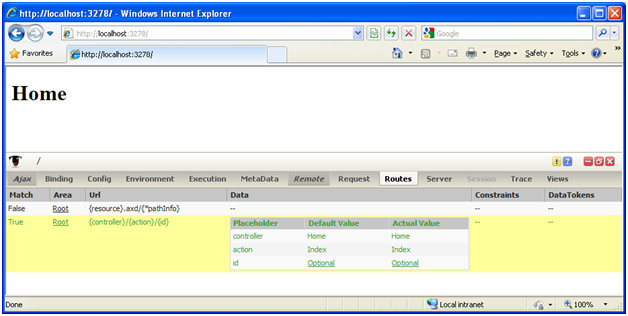 http://localhost:3278/ - Windows Internet Explorer
http://localhost:3278/ Google
Favorites http://localhost:3278/ Page Safety Tools
Home
/
Ajax Binding Config Environment Execution MetaData Remote Request Routes Server Session Trace Views
Match Area Url Data Constraints DataTokens
False Root {resource}.axd/{*pathInfo} -- -- --
True Root {controller}/{action}/{id} Placeholder Default Value Actual Value -- --
controller Home Home
action Index Index
id Optional Optional
Done Local intranet 100%